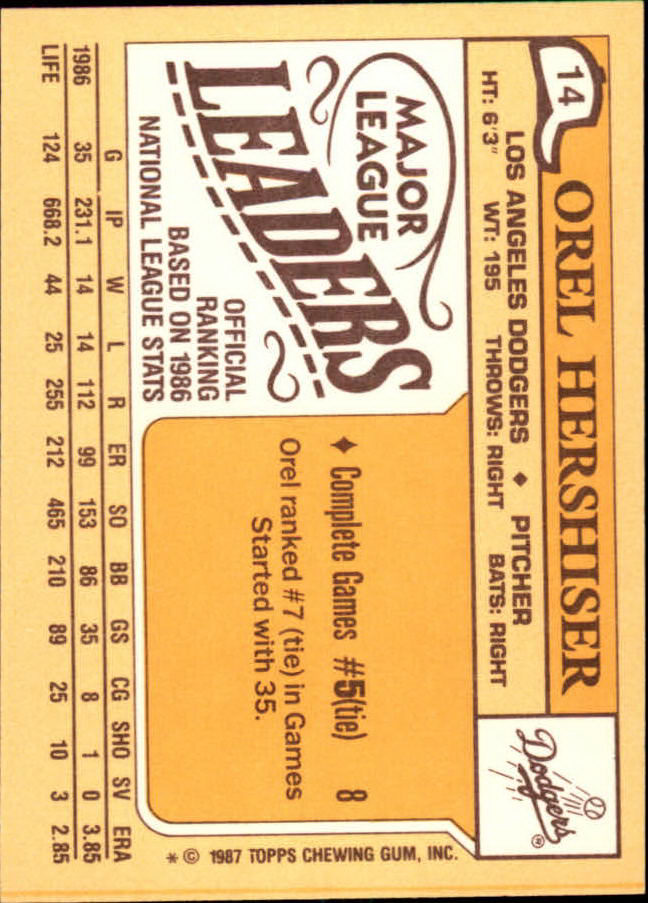 14
OREL HERSHISER
LOS ANGELES DODGERS ♦ PITCHER
HT: 6'3" WT: 195 THROWS: RIGHT BATS: RIGHT
Dodgers®
MAJOR
LEAGUE
LEADERS
OFFICIAL
RANKING
BASED ON 1986
NATIONAL LEAGUE STATS
♦ Complete Games #5(tie) 8
Orel ranked #7 (tie) in Games
Started with 35.
* © 1987 TOPPS CHEWING GUM, INC.
G IP W L R ER SO BB GS CG SHO SV ERA
1986 35 231.1 14 14 112 99 153 86 35 8 1 0 3.85
LIFE 124 668.2 44 25 255 212 465 210 89 25 10 3 2.85